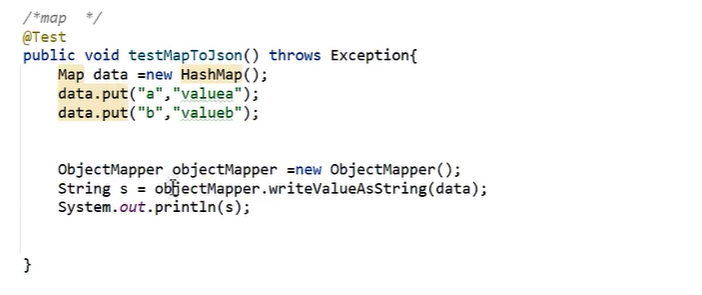 /*map  */
@Test
public void testMapToJson() throws Exception{
Map data =new HashMap();
data.put("a","valuea");
data.put("b","valueb");
ObjectMapper objectMapper =new ObjectMapper();
String s = objectMapper.writeValueAsString(data);
System.out.println(s);
}